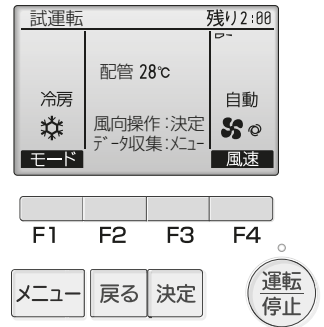 試運転 残り2:00
配管 28℃
冷房 自動
風向操作:決定
データ収集:メニュー
モード 風速
F1 F2 F3 F4
メニュー 戻る 決定 運転
停止